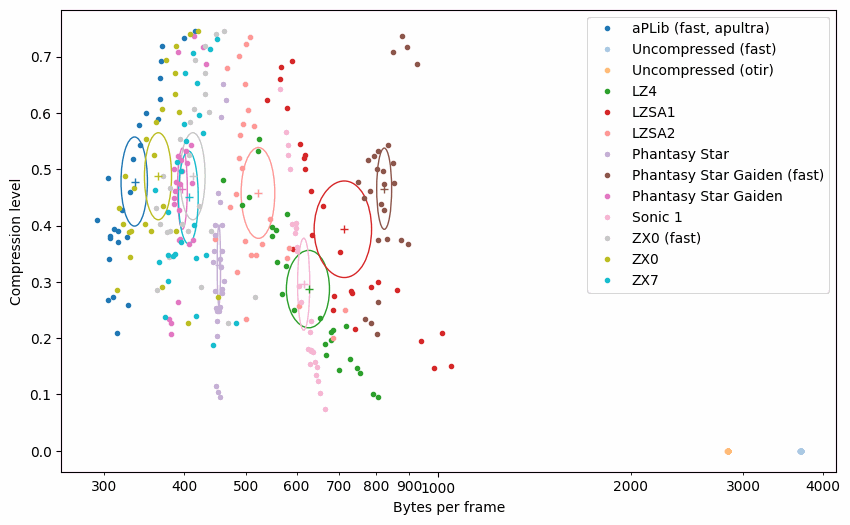 0.7
0.6
0.5
0.4
0.3
0.2
0.1
0.0
Compression level
300
400
500
600
700
800
900
1000
2000
3000
4000
Bytes per frame
aPLib (fast, apultra)
Uncompressed (fast)
Uncompressed (otir)
LZ4
LZSA1
LZSA2
Phantasy Star
Phantasy Star Gaiden (fast)
Phantasy Star Gaiden
Sonic 1
ZX0 (fast)
ZX0
ZX7